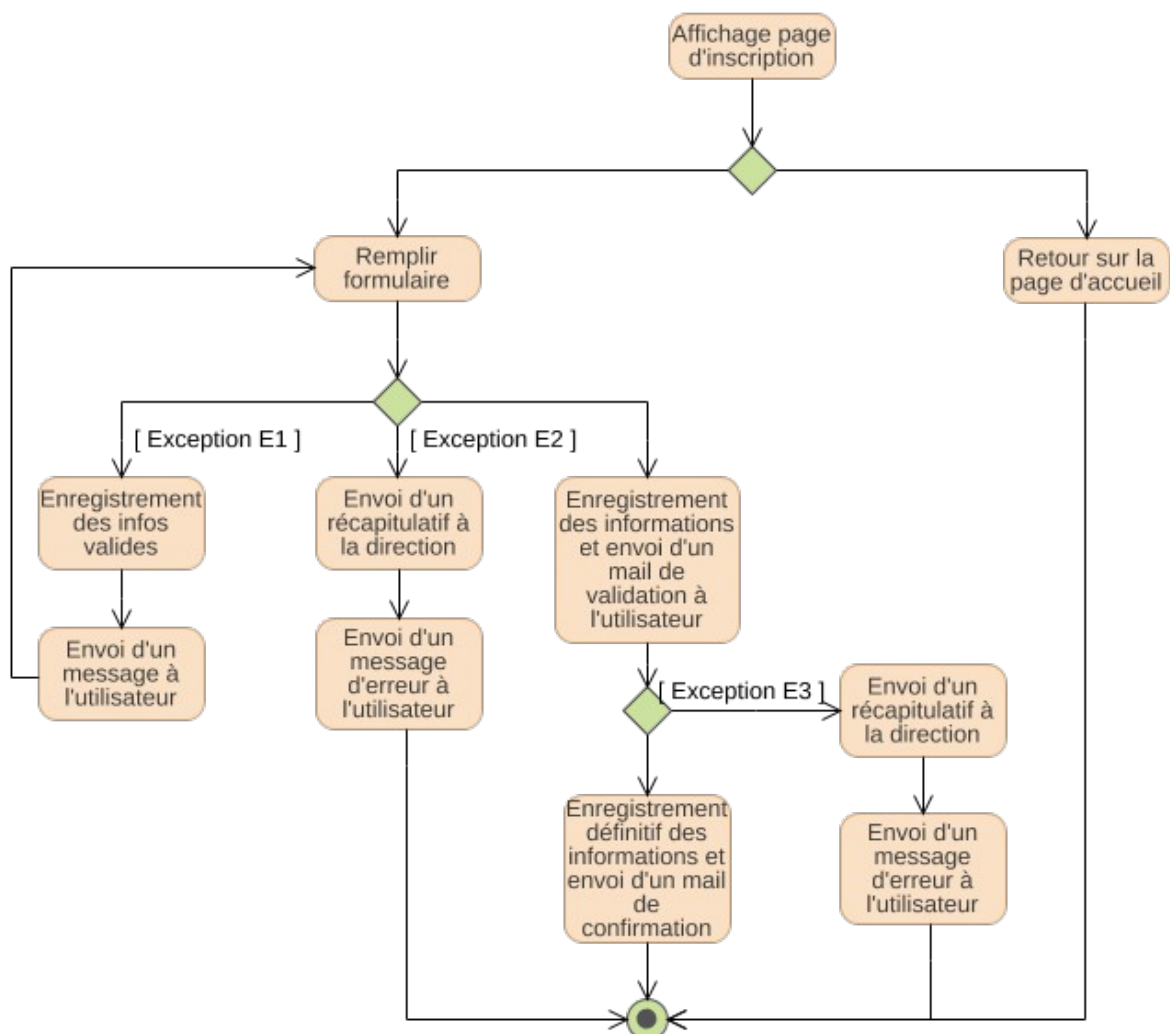 Affichage page
d'inscription
Remplir
formulaire
Retour sur la
page d'accueil
[ Exception E1 ]
[ Exception E2 ]
Enregistrement
des infos
valides
Envoi d'un
récapitulatif à
la direction
Enregistrement
des informations
et envoi d'un
mail de
validation à
l'utilisateur
Envoi d'un
message à
l'utilisateur
Envoi d'un
message
d'erreur à
l'utilisateur
[ Exception E3 ]
Envoi d'un
récapitulatif à
la direction
Enregistrement
définitif des
informations et
envoi d'un mail
de
confirmation
Envoi d'un
message
d'erreur à
l'utilisateur